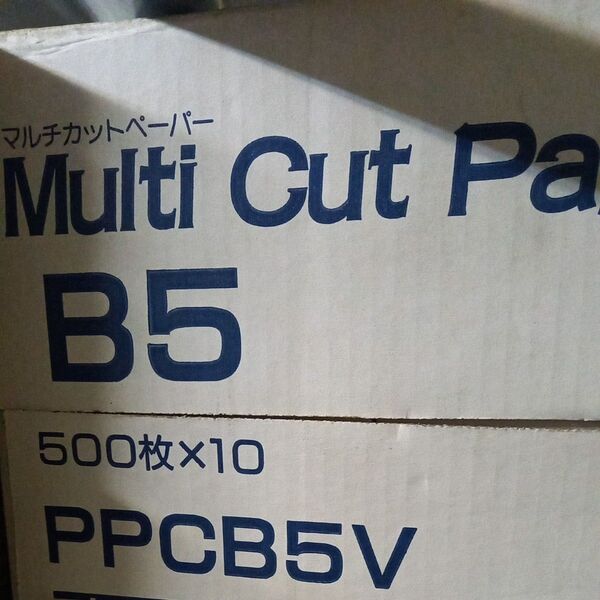 マルチカットペーパー
Multi Cut Pa
B5
500枚×10
PPCB5V